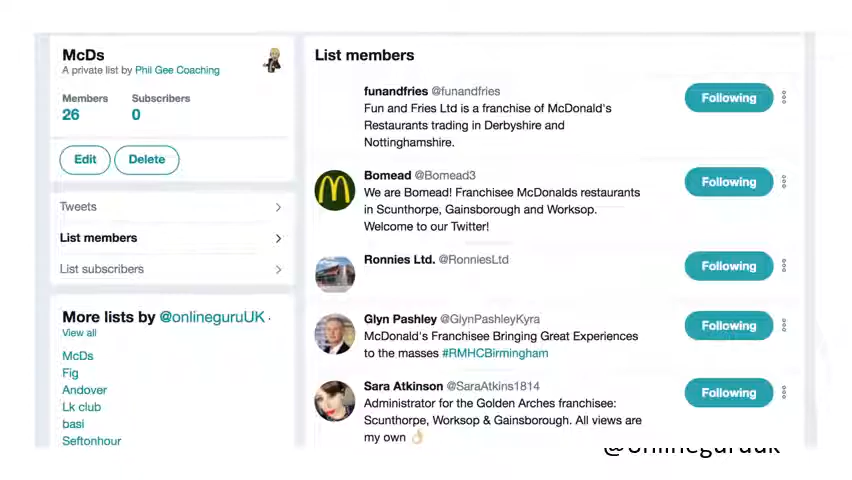 McDs
A private list by Phil Gee Coaching
Members Subscribers
26 0
Edit Delete
Tweets
List members
List subscribers
More lists by @onlineguruUK ·
View all
McDs
Fig
Andover
Lk club
basi
Seftonhour
List members
funandfries @funandfries
Fun and Fries Ltd is a franchise of McDonald's
Restaurants trading in Derbyshire and
Nottinghamshire.
Following
Bomead @Bomead3
We are Bomead! Franchisee McDonalds restaurants
in Scunthorpe, Gainsborough and Worksop.
Welcome to our Twitter!
Following
Ronnies Ltd. @RonniesLtd
Following
Glyn Pashley @GlynPashleyKyra
McDonald's Franchisee Bringing Great Experiences
to the masses #RMHCBirmingham
Following
Sara Atkinson @SaraAtkins1814
Administrator for the Golden Arches franchisee:
Scunthorpe, Worksop & Gainsborough. All views are
my own 👌🏻
Following
@onlineguruuk